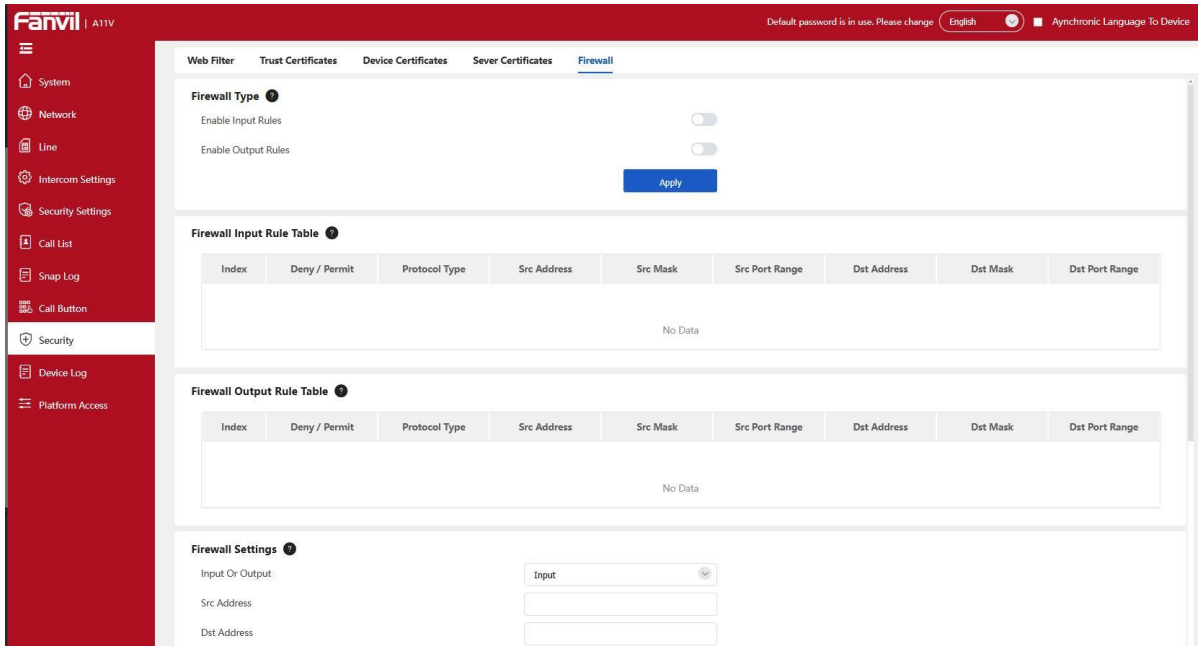 Fanvil | A11V
Default password is in use. Please change English Aynchronic Language To Device
System
Network
Line
Intercom Settings
Security Settings
Call List
Snap Log
Call Button
Security
Device Log
Platform Access
Web Filter Trust Certificates Device Certificates Sever Certificates Firewall
Firewall Type ?
Enable Input Rules
Enable Output Rules
Apply
Firewall Input Rule Table ?
Index Deny / Permit Protocol Type Src Address Src Mask Src Port Range Dst Address Dst Mask Dst Port Range
No Data
Firewall Output Rule Table ?
Index Deny / Permit Protocol Type Src Address Src Mask Src Port Range Dst Address Dst Mask Dst Port Range
No Data
Firewall Settings ?
Input Or Output Input
Src Address
Dst Address